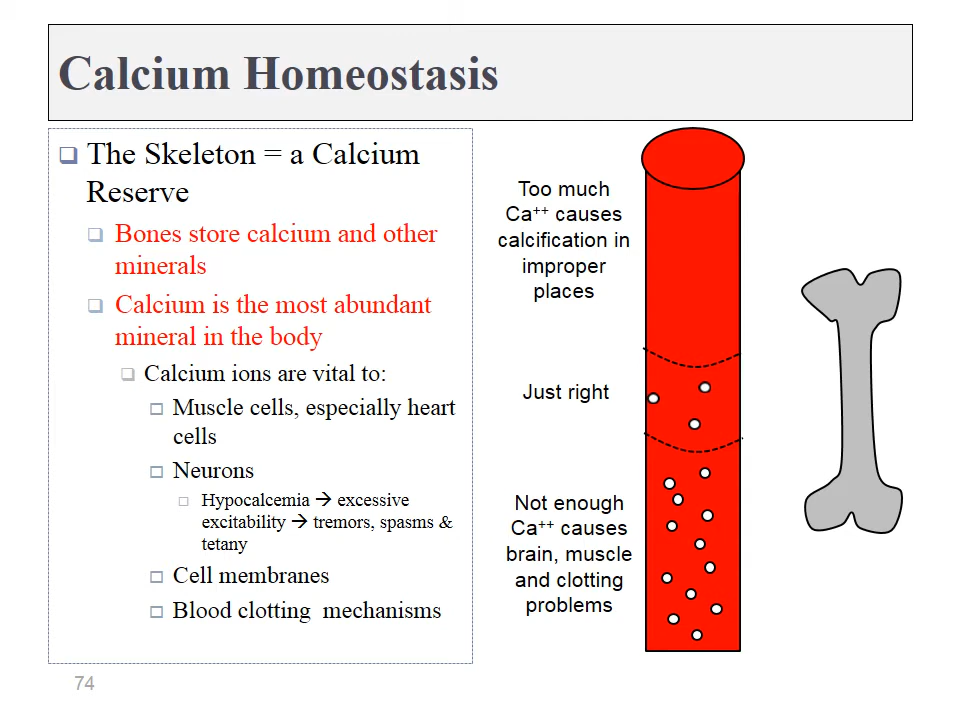 Calcium Homeostasis
The Skeleton = a Calcium
Reserve
Bones store calcium and other
minerals
Calcium is the most abundant
mineral in the body
Calcium ions are vital to:
Muscle cells, especially heart
cells
Neurons
Hypocalcemia → excessive
excitability → tremors, spasms &
tetany
Cell membranes
Blood clotting mechanisms
Too much
Ca⁺⁺ causes
calcification in
improper
places
Just right
Not enough
Ca⁺⁺ causes
brain, muscle
and clotting
problems
74